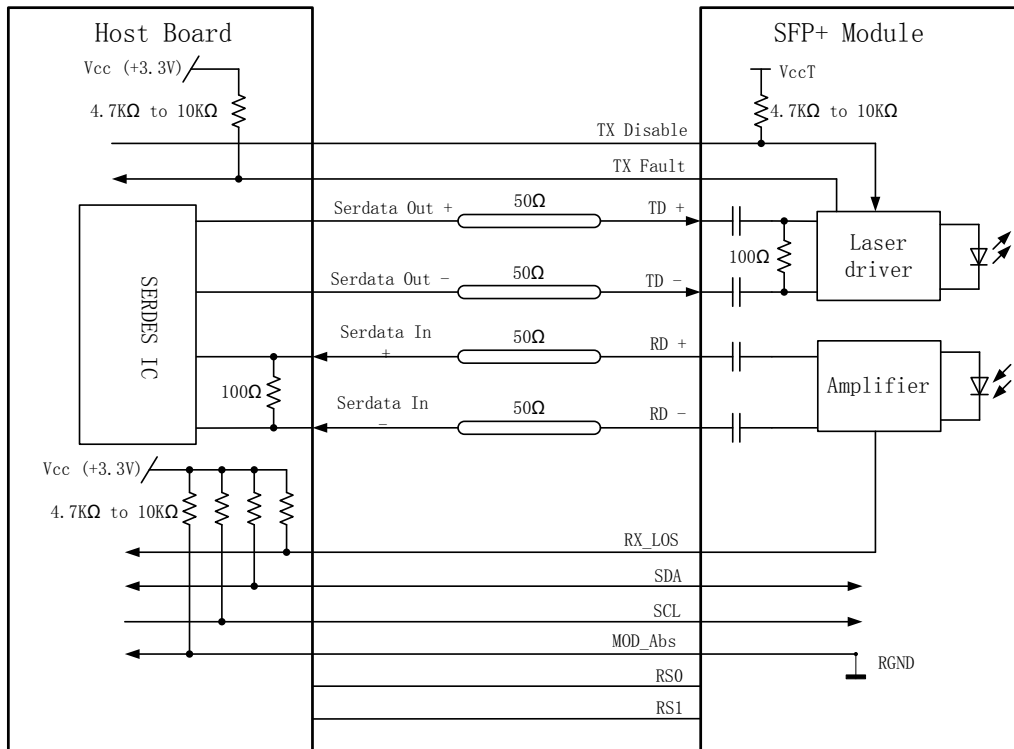 Host Board
SFP+ Module
Vcc (+3.3V)
VccT
4.7KΩ to 10KΩ
4.7KΩ to 10KΩ
TX Disable
TX Fault
Serdata Out +
50Ω
TD +
100Ω
Laser
driver
Serdata Out -
50Ω
TD -
SERDES IC
Serdata In
+
50Ω
RD +
100Ω
Amplifier
Serdata In
-
50Ω
RD -
Vcc (+3.3V)
4.7KΩ to 10KΩ
RX_LOS
SDA
SCL
MOD_Abs
RGND
RS0
RS1